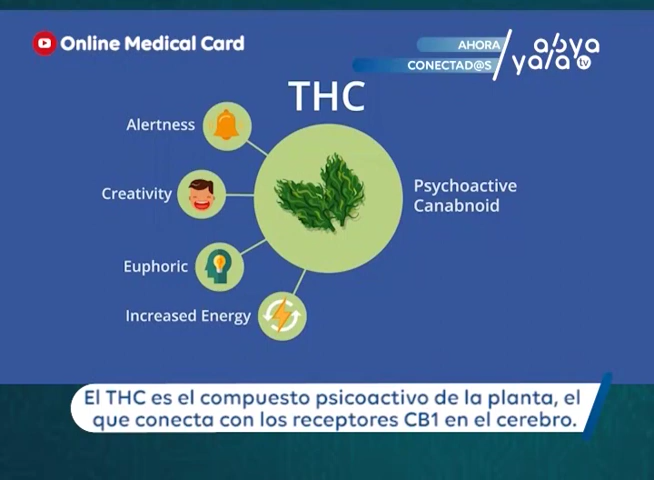 Online Medical Card
AHORA
CONECTAD@S
abya
yala tv
THC
Alertness
Creativity
Euphoric
Increased Energy
Psychoactive
Canabnoid
El THC es el compuesto psicoactivo de la planta, el
que conecta con los receptores CB1 en el cerebro.